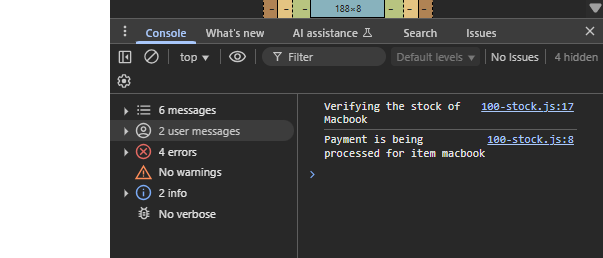 188×8
Console What's new AI assistance Search Issues
top ▾ Filter Default levels ▾ No Issues 4 hidden
6 messages
2 user messages
4 errors
No warnings
2 info
No verbose
Verifying the stock of 100-stock.js:17
Macbook
Payment is being 100-stock.js:8
processed for item macbook